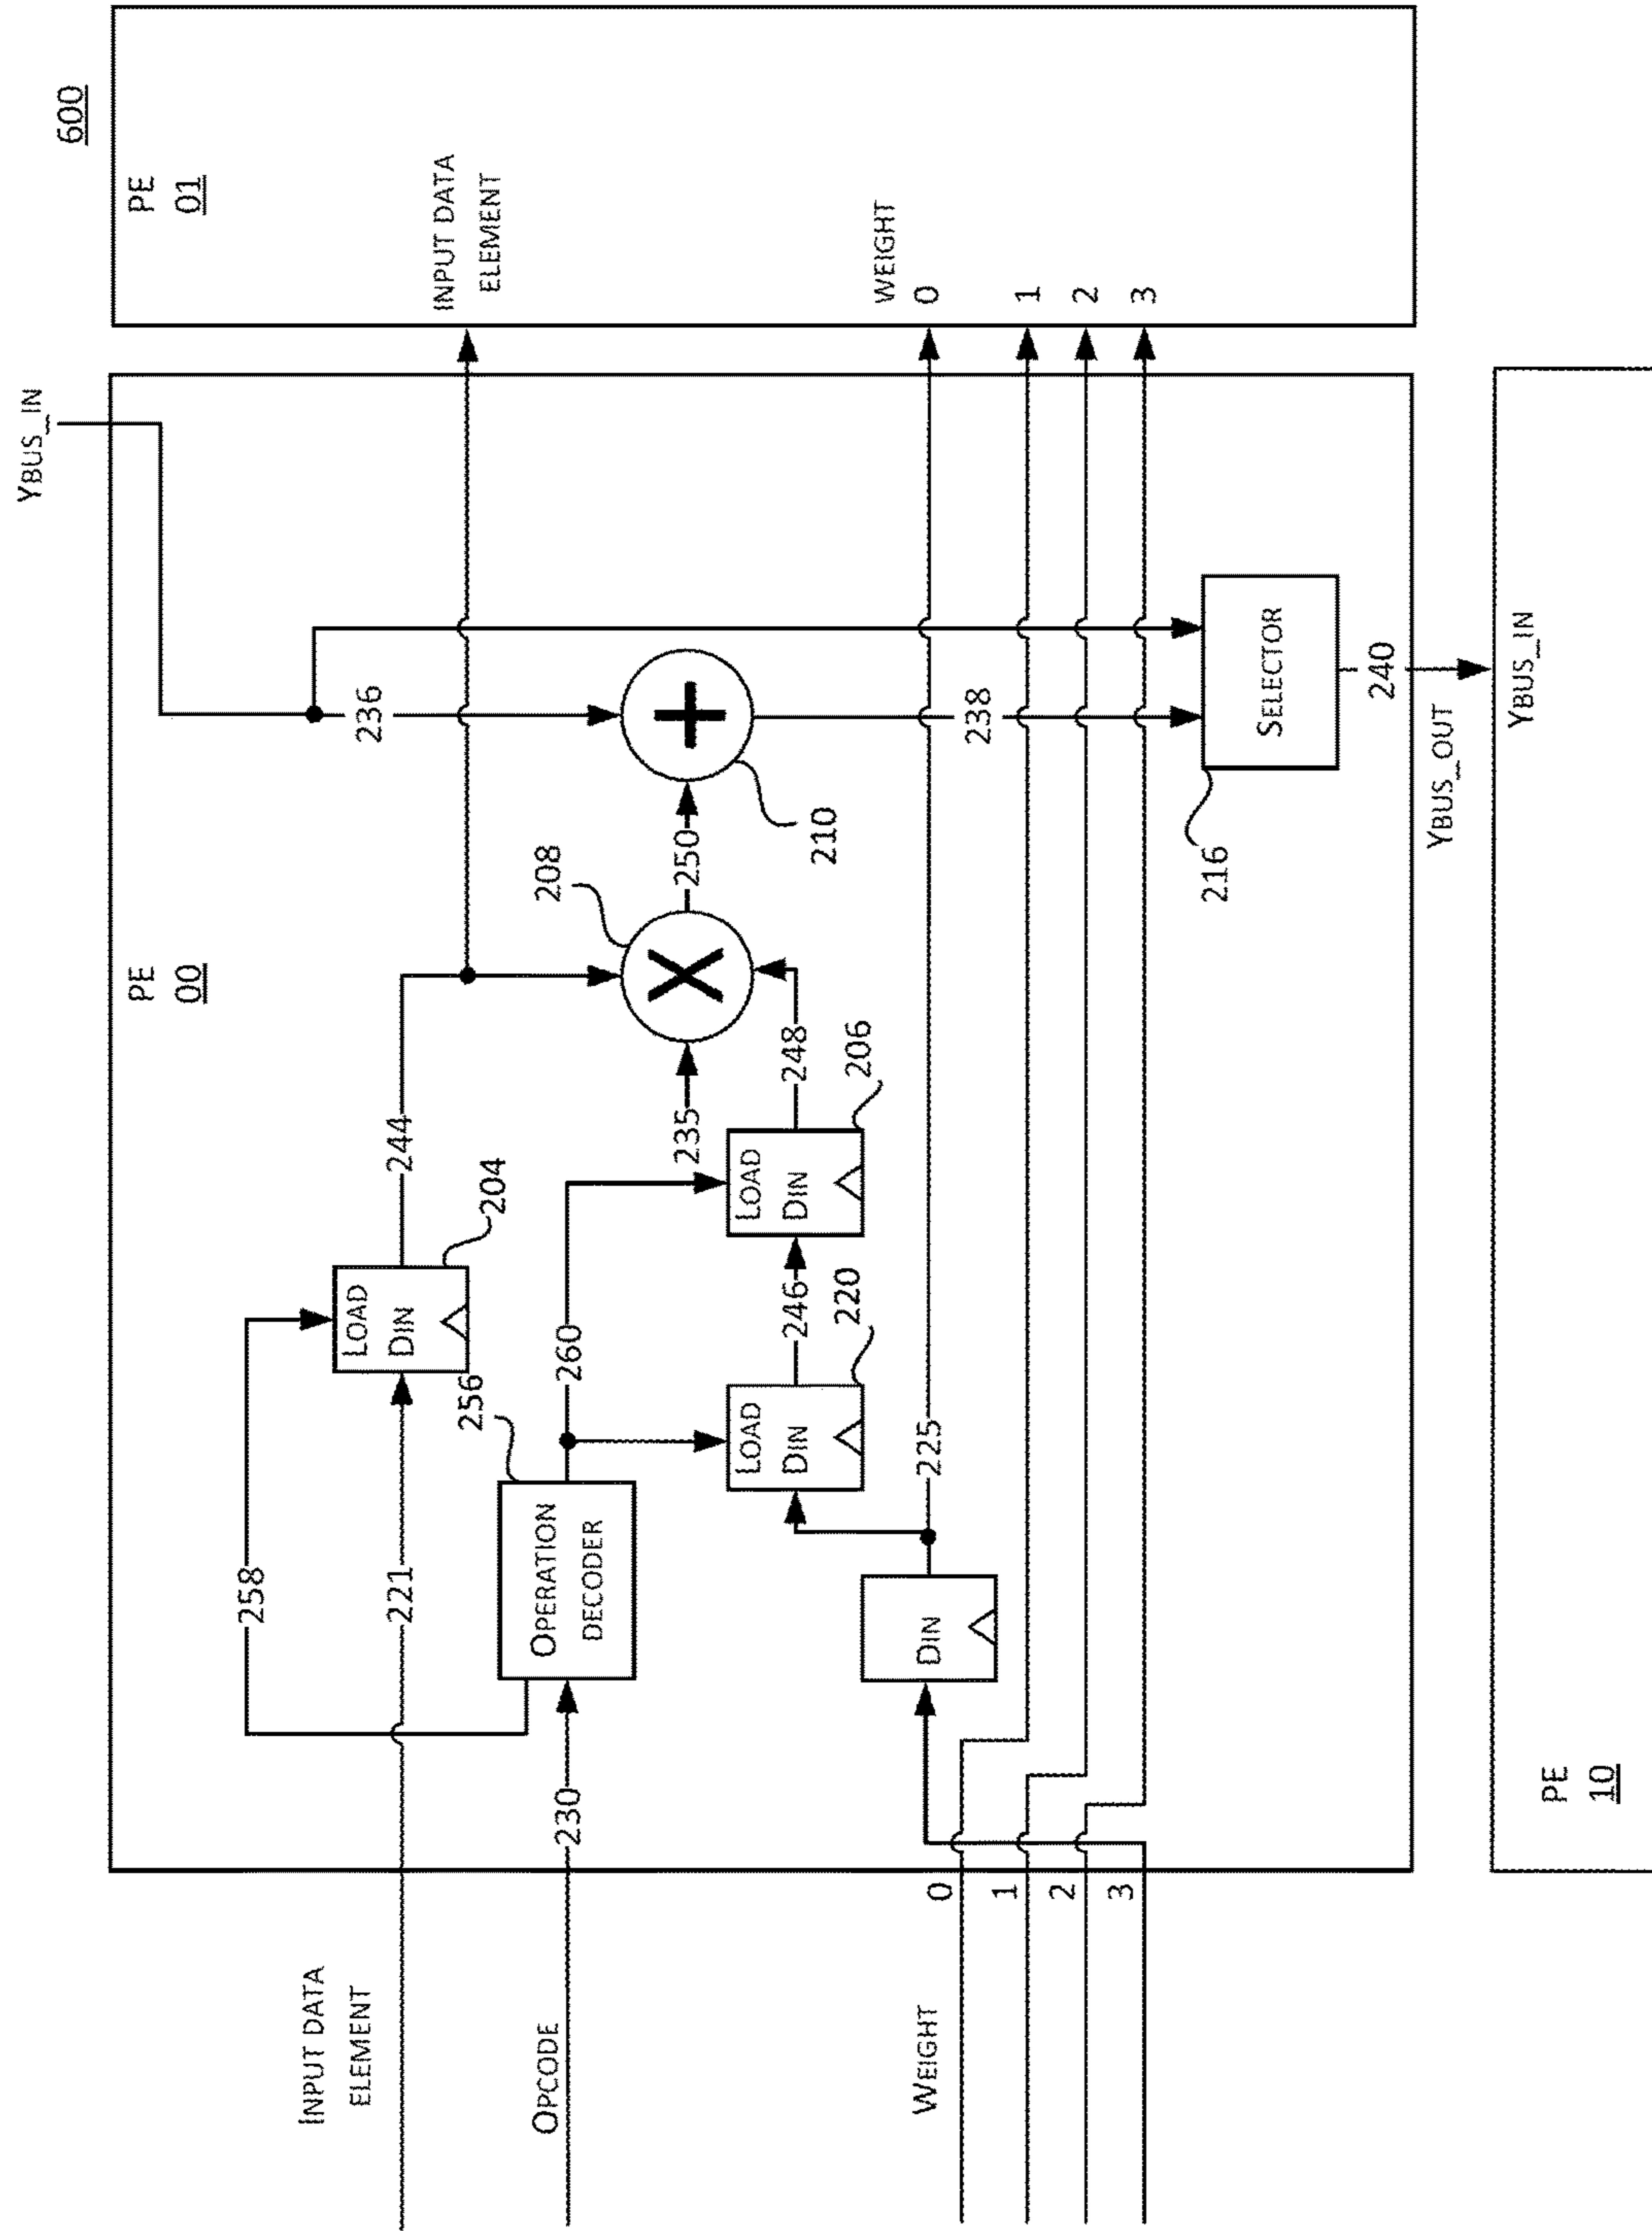 600
YBUS_IN
PE
00
PE
01
INPUT DATA
ELEMENT
258
244
236
INPUT DATA
ELEMENT
221
LOAD
DIN
204
256
OPCODE
230
OPERATION
DECODER
260
208
235
250
210
LOAD
DIN
246
220
LOAD
DIN
248
206
WEIGHT
0
1
2
3
WEIGHT
0
1
2
3
DIN
225
238
216
SELECTOR
240
YBUS_OUT
YBUS_IN
PE
10